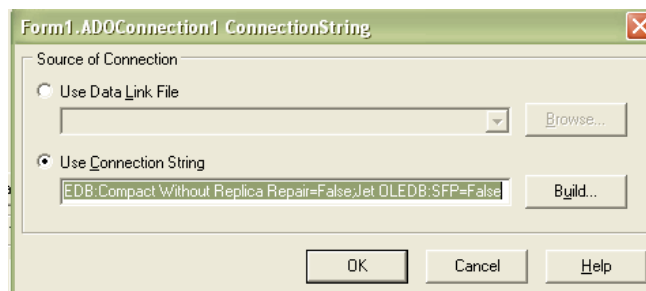 Form1.ADOConnection1 ConnectionString
Source of Connection
Use Data Link File
Browse...
Use Connection String
EDB:Compact Without Replica Repair=False;Jet OLEDB:SFP=False
Build...
OK Cancel Help